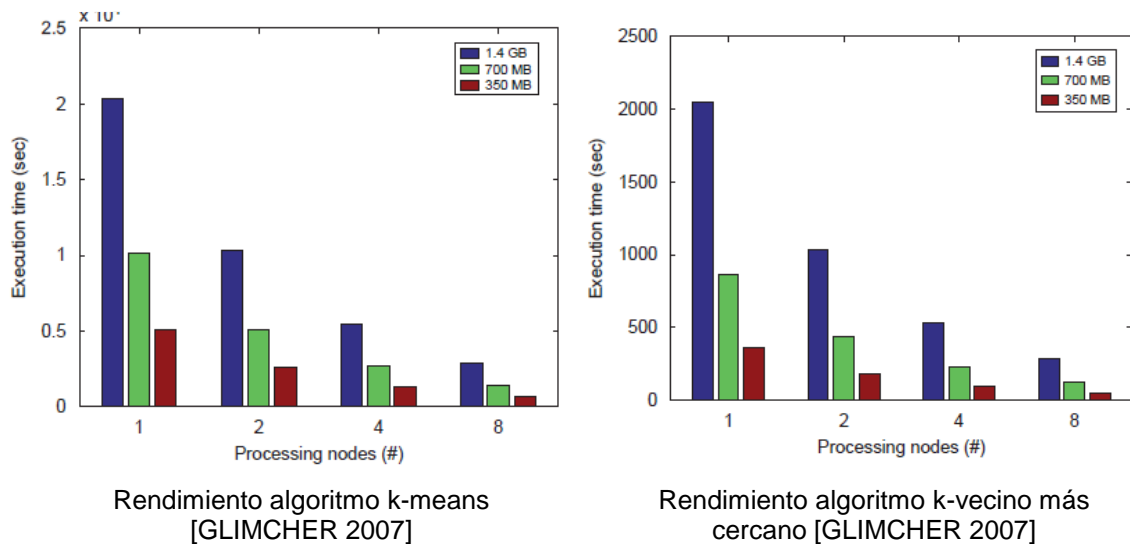 x 10
2.5
2
1.5
1
0.5
0
Execution time (sec)
1.4 GB
700 MB
350 MB
1 2 4 8
Processing nodes (#)
Rendimiento algoritmo k-means
[GLIMCHER 2007]
2500
2000
1500
1000
500
0
Execution time (sec)
1.4 GB
700 MB
350 MB
1 2 4 8
Processing nodes (#)
Rendimiento algoritmo k-vecino más
cercano [GLIMCHER 2007]